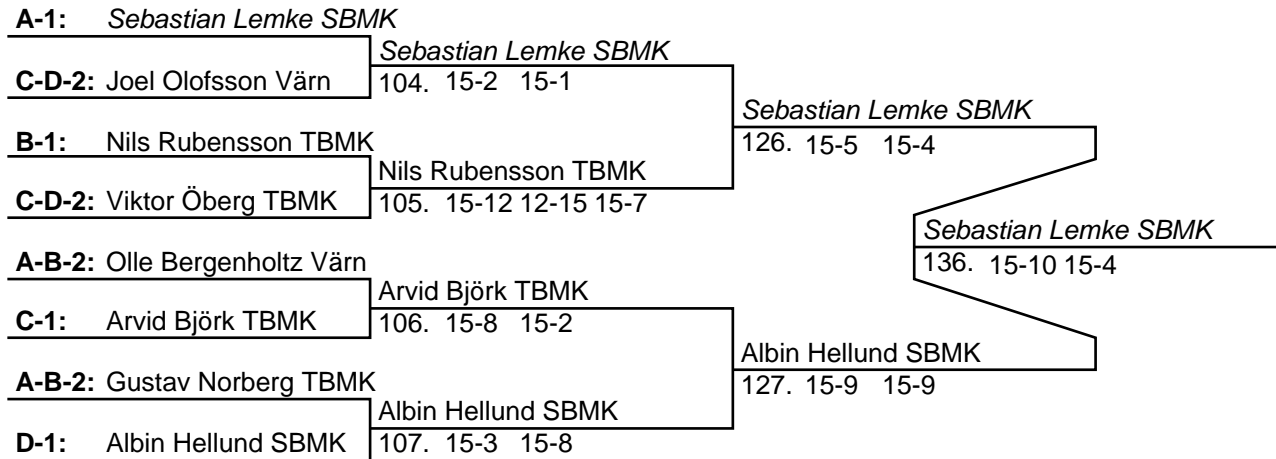 A-1: Sebastian Lemke SBMK
Sebastian Lemke SBMK
C-D-2: Joel Olofsson Värn
104. 15-2 15-1
Sebastian Lemke SBMK
B-1: Nils Rubensson TBMK
126. 15-5 15-4
Nils Rubensson TBMK
C-D-2: Viktor Öberg TBMK
105. 15-12 12-15 15-7
Sebastian Lemke SBMK
A-B-2: Olle Bergenholtz Värn
136. 15-10 15-4
Arvid Björk TBMK
C-1: Arvid Björk TBMK
106. 15-8 15-2
Albin Hellund SBMK
A-B-2: Gustav Norberg TBMK
127. 15-9 15-9
Albin Hellund SBMK
D-1: Albin Hellund SBMK
107. 15-3 15-8